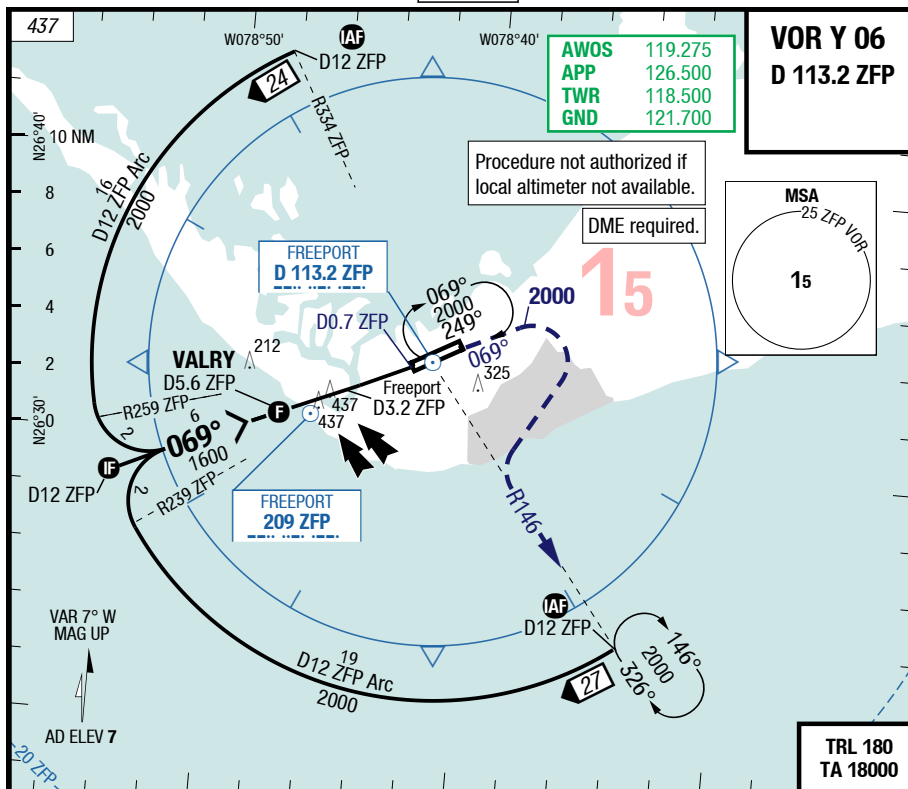 437
W078°50'
IAF
D12 ZFP
W078°40'
AWOS 119.275
APP 126.500
TWR 118.500
GND 121.700
VOR Y 06
D 113.2 ZFP
24
R334 ZFP
N26°40'
10 NM
Procedure not authorized if
local altimeter not available.
DME required.
MSA
25 ZFP VOR
15
16
D12 ZFP Arc
2000
8
6
4
2
0
N26°30'
FREEPORT
D 113.2 ZFP
15
069°
2000
249°
2000
D0.7 ZFP
069°
212
VALRY
D5.6 ZFP
325
Freeport
D3.2 ZFP
F
437
437
R259 ZFP
6
069°
1600
2
IF
D12 ZFP
2
R239 ZFP
FREEPORT
209 ZFP
R146
IAF
D12 ZFP
146°
2000
326°
VAR 7° W
MAG UP
19
D12 ZFP Arc
2000
27
AD ELEV 7
20 ZFP
TRL 180
TA 18000